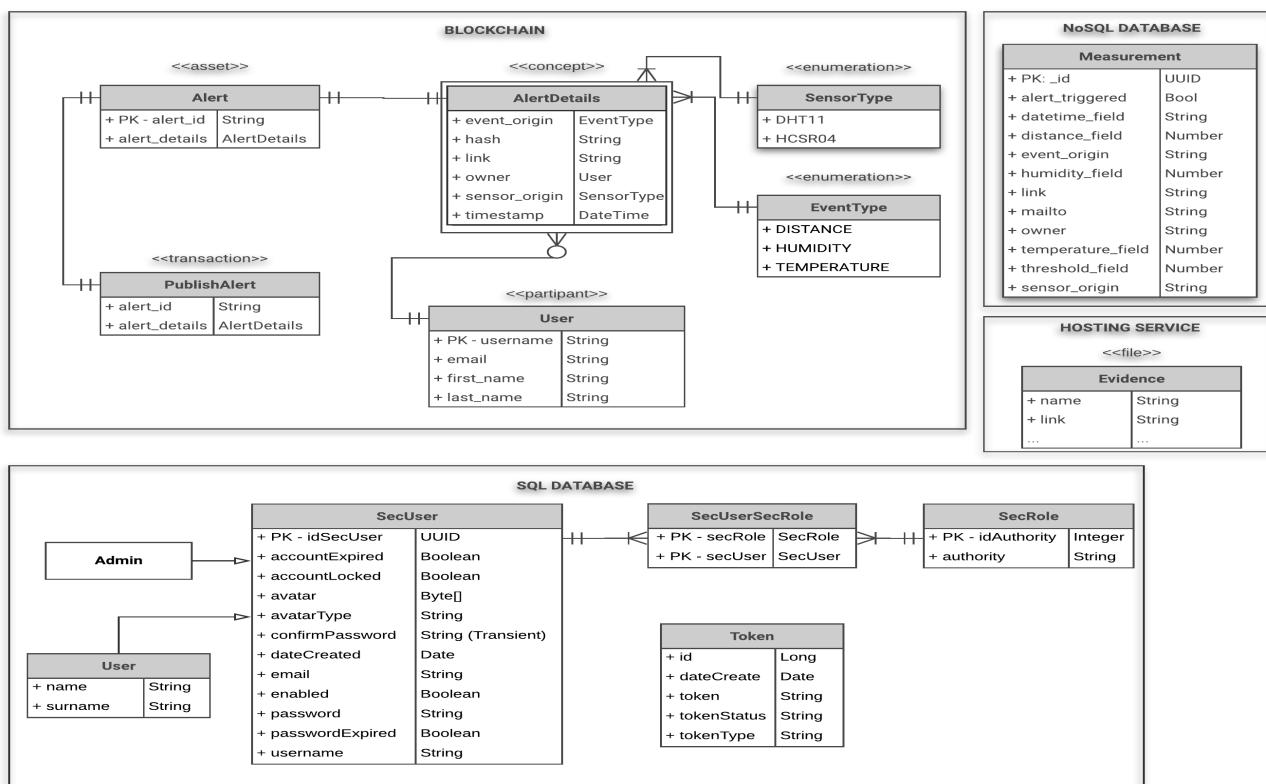 BLOCKCHAIN
<<asset>>
Alert
+ PK - alert_id String
+ alert_details AlertDetails
<<concept>>
AlertDetails
+ event_origin EventType
+ hash String
+ link String
+ owner User
+ sensor_origin SensorType
+ timestamp DateTime
<<enumeration>>
SensorType
+ DHT11
+ HCSR04
<<enumeration>>
EventType
+ DISTANCE
+ HUMIDITY
+ TEMPERATURE
<<transaction>>
PublishAlert
+ alert_id String
+ alert_details AlertDetails
<<partipant>>
User
+ PK - username String
+ email String
+ first_name String
+ last_name String
NoSQL DATABASE
Measurement
+ PK: _id UUID
+ alert_triggered Bool
+ datetime_field String
+ distance_field Number
+ event_origin String
+ humidity_field Number
+ link String
+ mailto String
+ owner String
+ temperature_field Number
+ threshold_field Number
+ sensor_origin String
HOSTING SERVICE
<<file>>
Evidence
+ name String
+ link String
... ...
SQL DATABASE
Admin
User
+ name String
+ surname String
SecUser
+ PK - idSecUser UUID
+ accountExpired Boolean
+ accountLocked Boolean
+ avatar Byte[]
+ avatarType String
+ confirmPassword String (Transient)
+ dateCreated Date
+ email String
+ enabled Boolean
+ password String
+ passwordExpired Boolean
+ username String
SecUserSecRole
+ PK - secRole SecRole
+ PK - secUser SecUser
SecRole
+ PK - idAuthority Integer
+ authority String
Token
+ id Long
+ dateCreate Date
+ token String
+ tokenStatus String
+ tokenType String